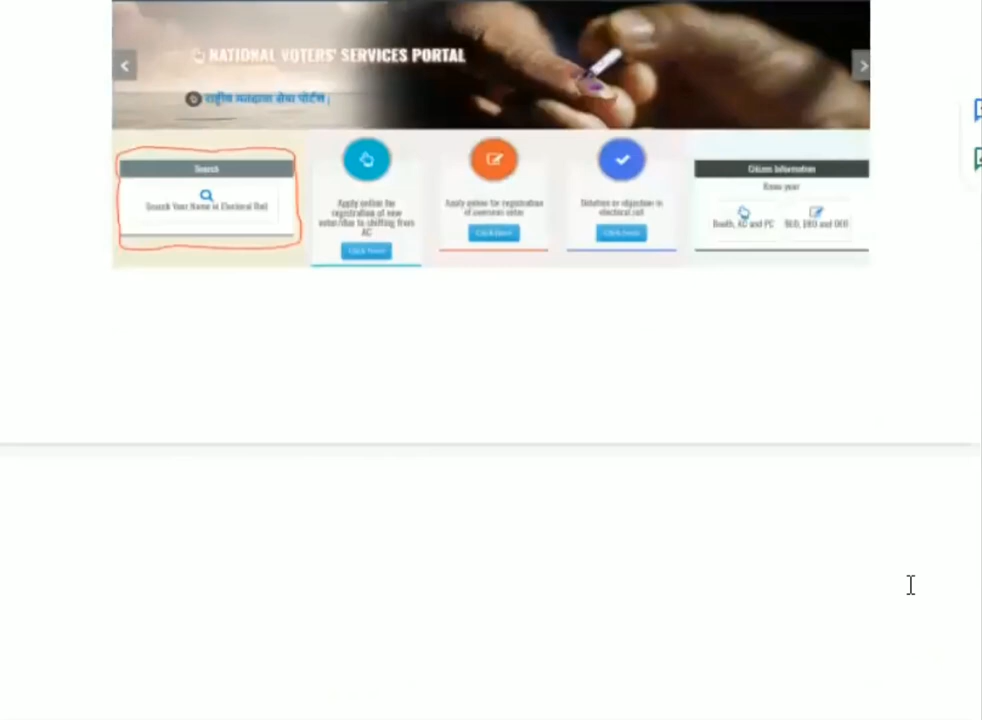 NATIONAL VOTERS' SERVICES PORTAL
राष्ट्रीय मतदाता सेवा पोर्टल|
Search
Search Your Name in Electoral Roll
Apply online for
registration of new
voter/due to shifting from
AC
Click here
Apply online for registration
of overseas voter
Click here
Deletion or objection in
electoral roll
Click here
Citizen Information
Know your
Booth, AC and PC
BLO, ERO and DEO